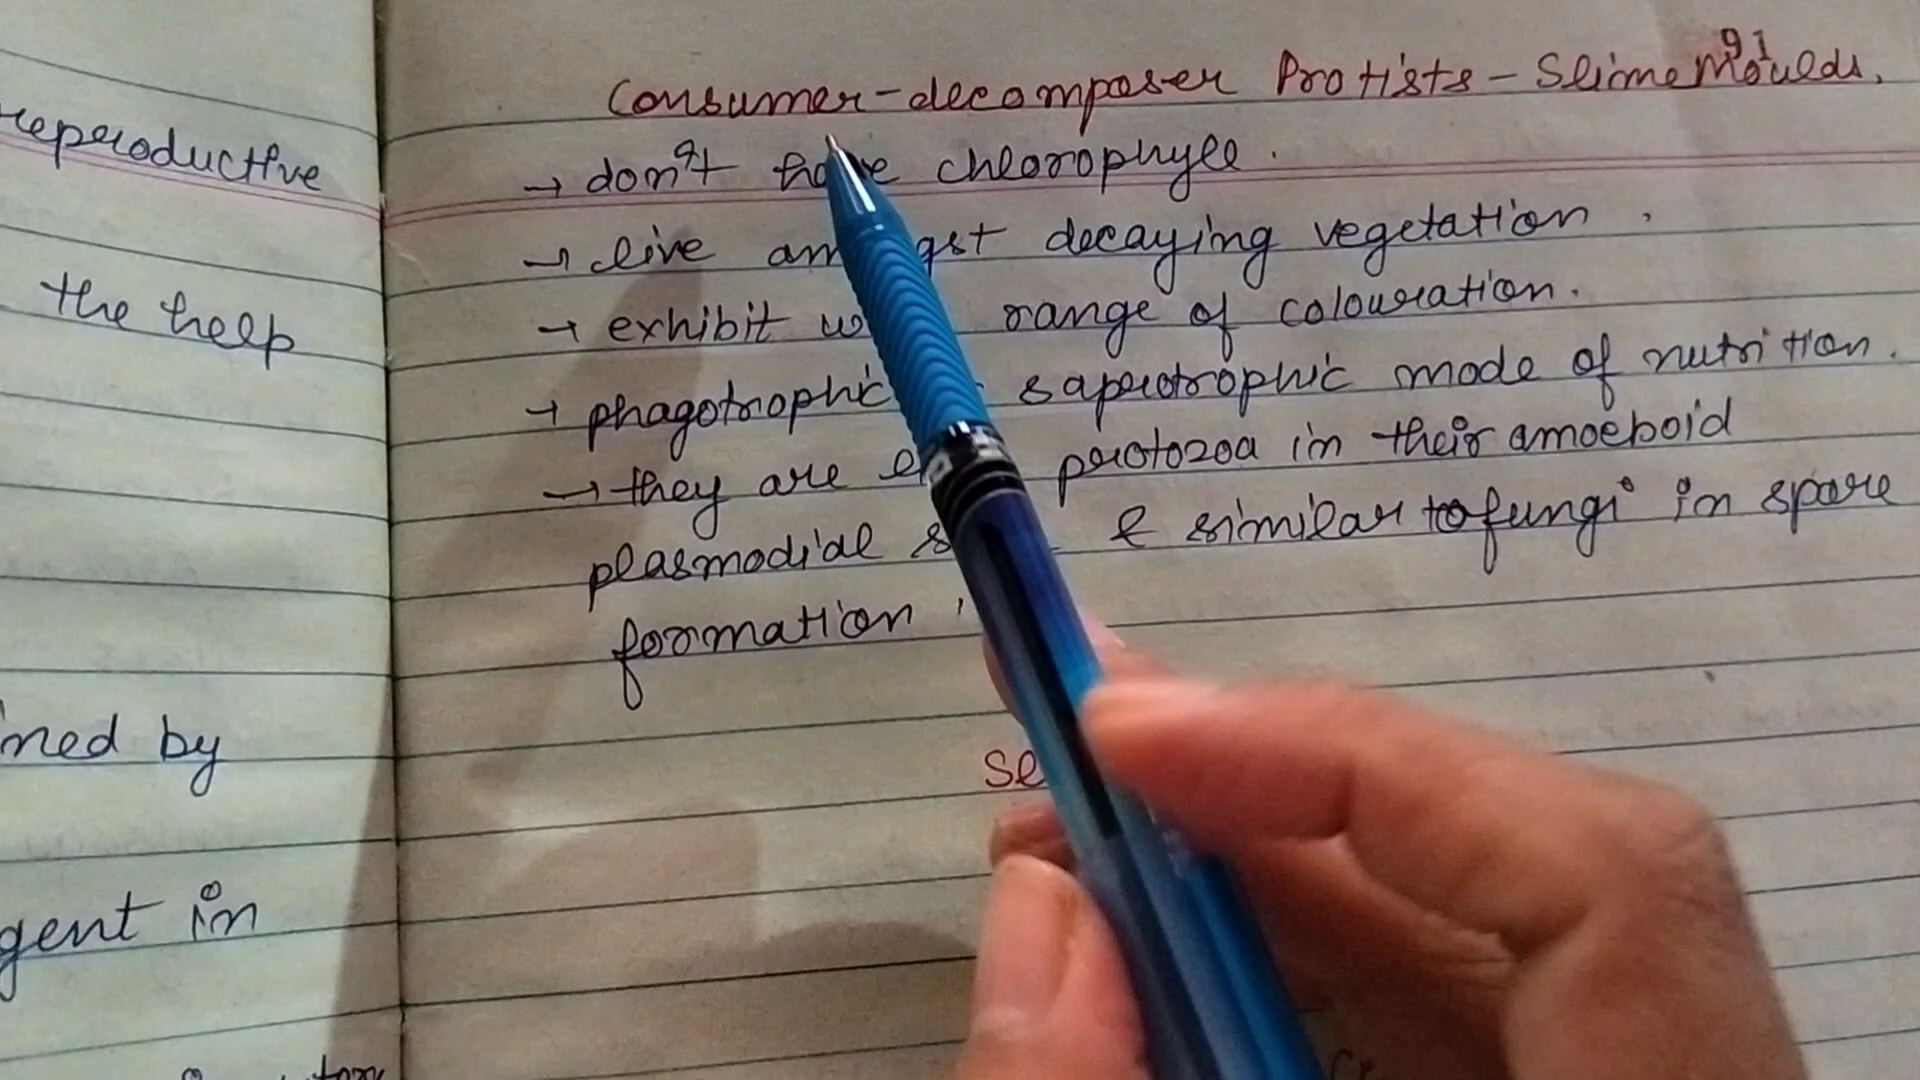 reproductive
the help
ned by
gent in
91
Consumer-decomposer Protists - Slime Moulds.
→ don't have chlorophyll.
→ live amongst decaying vegetation.
→ exhibit range of colouration.
→ phagotrophic saprotrophic mode of nutrition.
→ they are protozoa in their amoeboid
plasmodial & similar to fungi in spore
formation.